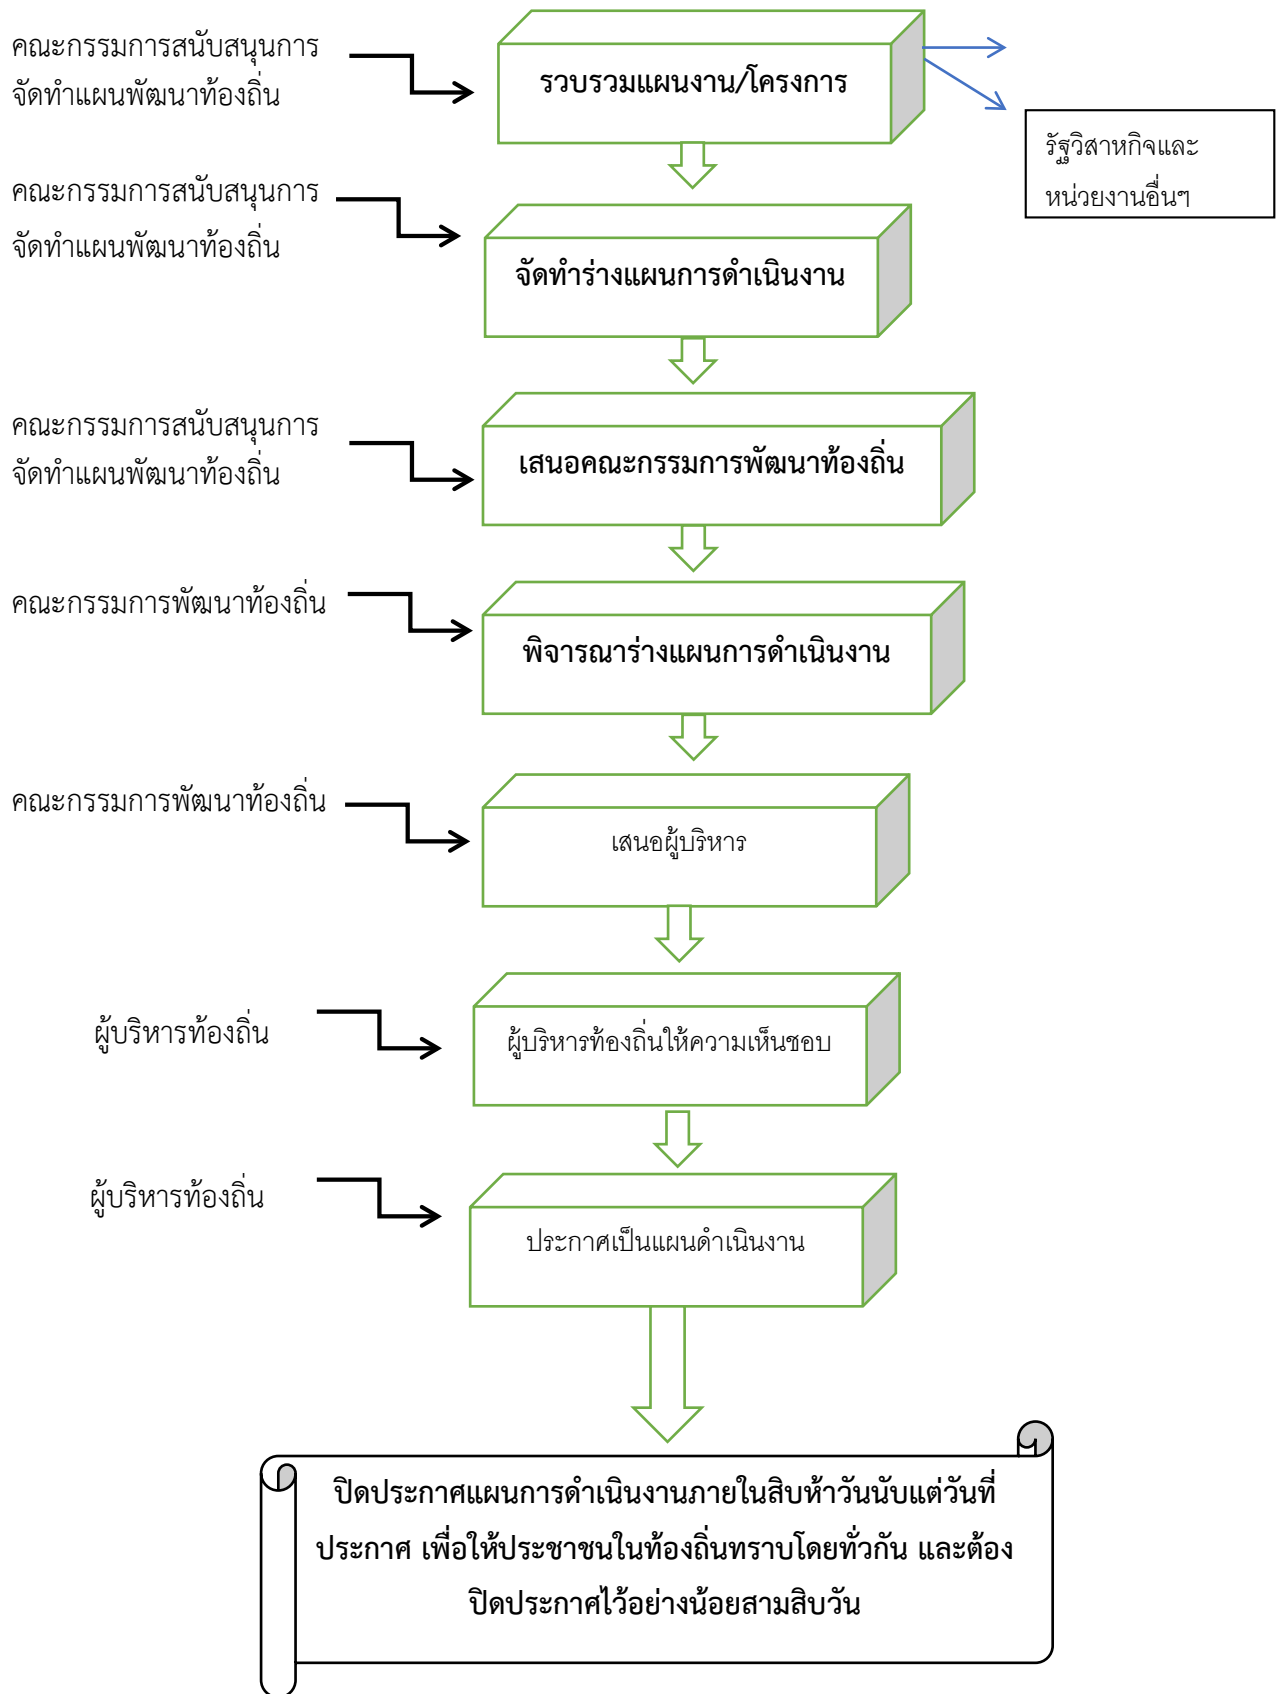 คณะกรรมการสนับสนุนการ
จัดทำแผนพัฒนาท้องถิ่น
รวบรวมแผนงาน/โครงการ
รัฐวิสาหกิจและ
หน่วยงานอื่นๆ
คณะกรรมการสนับสนุนการ
จัดทำแผนพัฒนาท้องถิ่น
จัดทำร่างแผนการดำเนินงาน
คณะกรรมการสนับสนุนการ
จัดทำแผนพัฒนาท้องถิ่น
เสนอคณะกรรมการพัฒนาท้องถิ่น
คณะกรรมการพัฒนาท้องถิ่น
พิจารณาร่างแผนการดำเนินงาน
คณะกรรมการพัฒนาท้องถิ่น
เสนอผู้บริหาร
ผู้บริหารท้องถิ่น
ผู้บริหารท้องถิ่นให้ความเห็นชอบ
ผู้บริหารท้องถิ่น
ประกาศเป็นแผนดำเนินงาน
ปิดประกาศแผนการดำเนินงานภายในสิบห้าวันนับแต่วันที่
ประกาศ เพื่อให้ประชาชนในท้องถิ่นทราบโดยทั่วกัน และต้อง
ปิดประกาศไว้อย่างน้อยสามสิบวัน